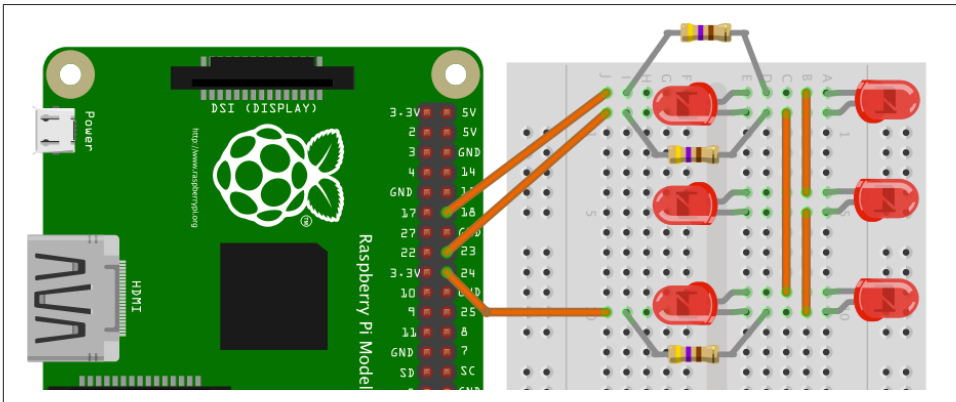 DSI (DISPLAY)
Power
http://www.raspberrypi.org
HDMI
Raspberry Pi Model
TM
3.3V 5V
2 5V
3 GND
4 14
GND
17 18
27
22 23
3.3V 24
10
9 25
11 8
GND 7
SD SC
J I H G F E D C B A
1
5
10